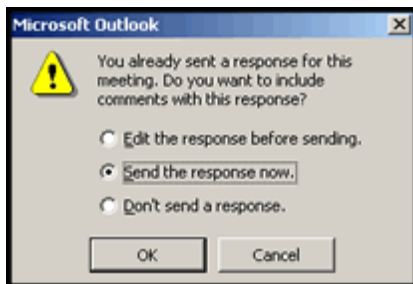 Microsoft Outlook
You already sent a response for this
meeting. Do you want to include
comments with this response?
Edit the response before sending.
Send the response now.
Don't send a response.
OK Cancel